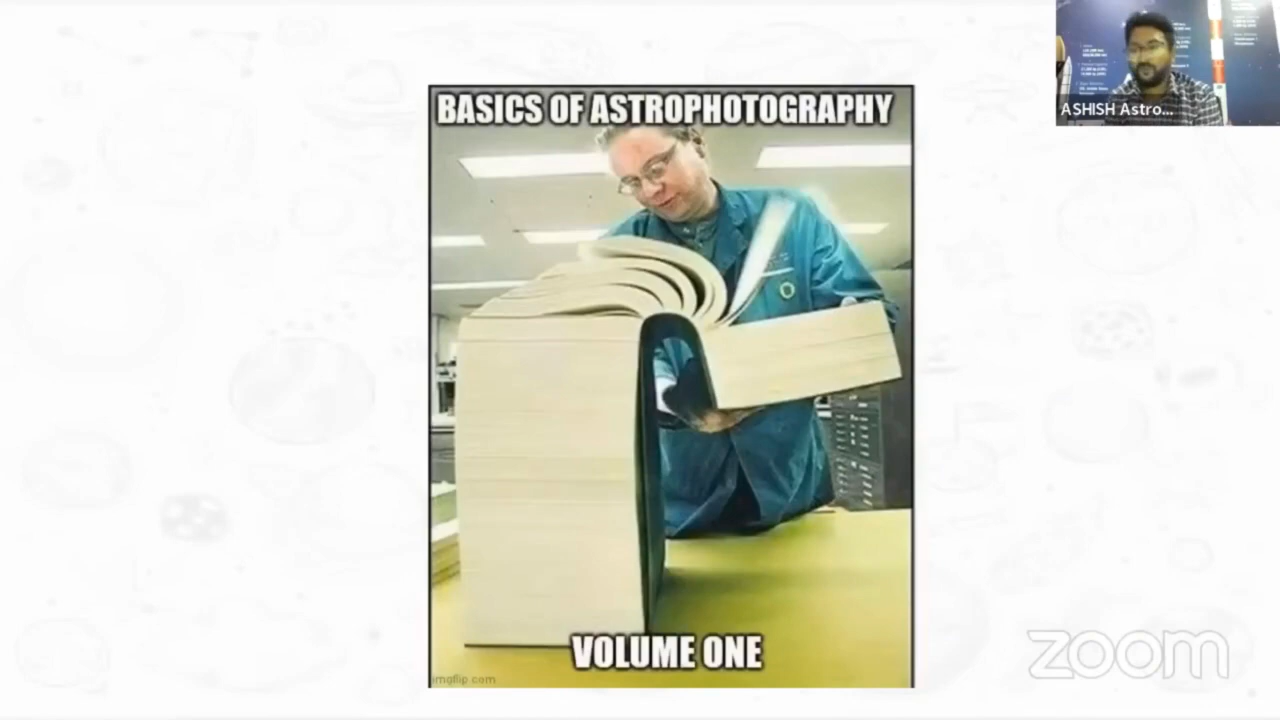 BASICS OF ASTROPHOTOGRAPHY
ASHISH Astro...
VOLUME ONE
imgflip.com
zoom